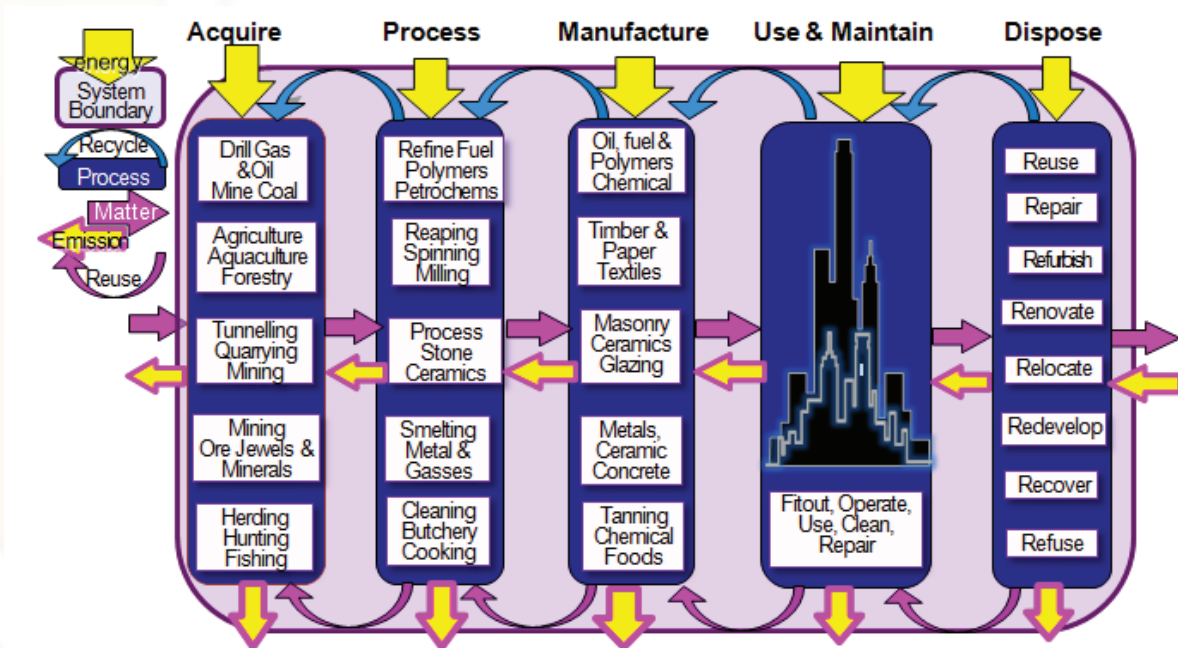 Acquire
Process
Manufacture
Use & Maintain
Dispose
energy
System
Boundary
Recycle
Process
Matter
Emission
Reuse
Drill Gas
&Oil
Mine Coal
Agriculture
Aquaculture
Forestry
Tunnelling
Quarrying
Mining
Mining
Ore Jewels &
Minerals
Herding
Hunting
Fishing
Refine Fuel
Polymers
Petrochems
Reaping
Spinning
Milling
Process
Stone
Ceramics
Smelting
Metal &
Gasses
Cleaning
Butchery
Cooking
Oil, fuel &
Polymers
Chemical
Timber &
Paper
Textiles
Masonry
Ceramics
Glazing
Metals,
Ceramic
Concrete
Tanning
Chemical
Foods
Fitout, Operate,
Use, Clean,
Repair
Reuse
Repair
Refurbish
Renovate
Relocate
Redevelop
Recover
Refuse